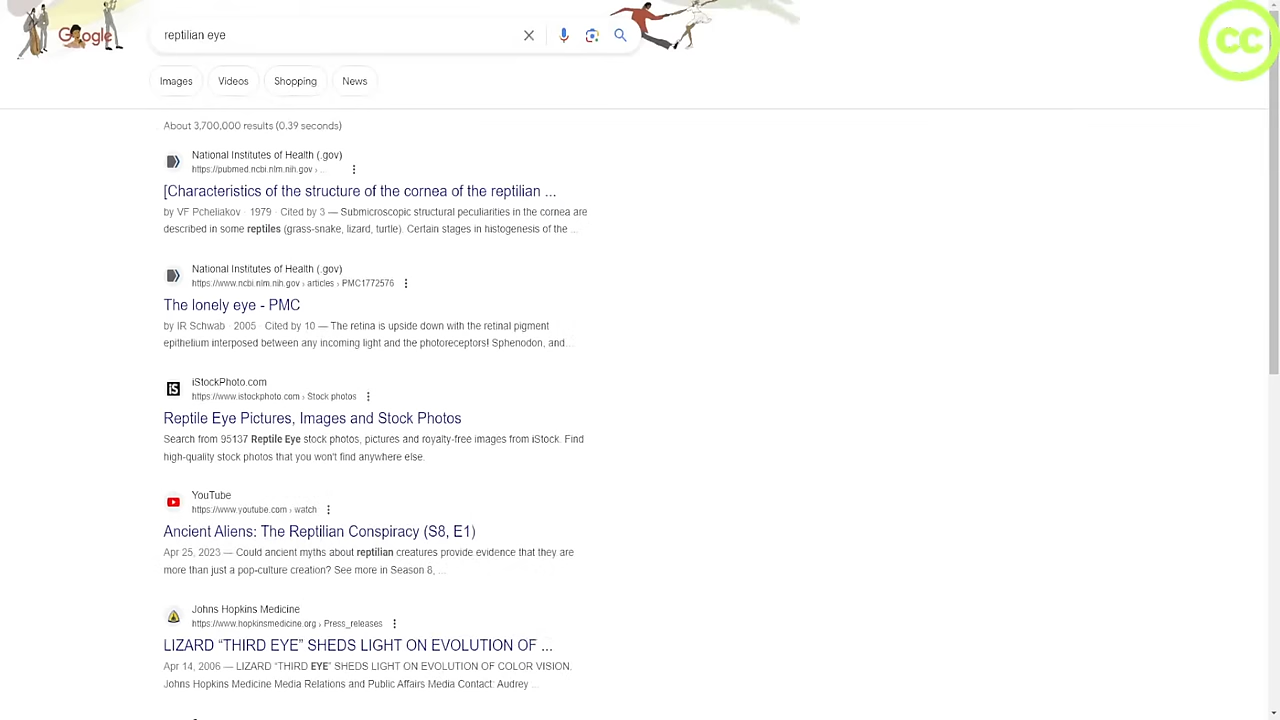 Google
reptilian eye
CC
Images
Videos
Shopping
News
About 3,700,000 results (0.39 seconds)
National Institutes of Health (.gov)
https://pubmed.ncbi.nlm.nih.gov › ...
[Characteristics of the structure of the cornea of the reptilian ...
by VF Pcheliakov · 1979 · Cited by 3 — Submicroscopic structural peculiarities in the cornea are
described in some reptiles (grass-snake, lizard, turtle). Certain stages in histogenesis of the ...
National Institutes of Health (.gov)
https://www.ncbi.nlm.nih.gov › articles › PMC1772576
The lonely eye - PMC
by IR Schwab · 2005 · Cited by 10 — The retina is upside down with the retinal pigment
epithelium interposed between any incoming light and the photoreceptors! Sphenodon, and...
iS
iStockPhoto.com
https://www.istockphoto.com › Stock photos
Reptile Eye Pictures, Images and Stock Photos
Search from 95137 Reptile Eye stock photos, pictures and royalty-free images from iStock. Find
high-quality stock photos that you won't find anywhere else.
YouTube
https://www.youtube.com › watch
Ancient Aliens: The Reptilian Conspiracy (S8, E1)
Apr 25, 2023 — Could ancient myths about reptilian creatures provide evidence that they are
more than just a pop-culture creation? See more in Season 8, ...
Johns Hopkins Medicine
https://www.hopkinsmedicine.org › Press_releases
LIZARD “THIRD EYE” SHEDS LIGHT ON EVOLUTION OF ...
Apr 14, 2006 — LIZARD “THIRD EYE” SHEDS LIGHT ON EVOLUTION OF COLOR VISION.
Johns Hopkins Medicine Media Relations and Public Affairs Media Contact: Audrey ...